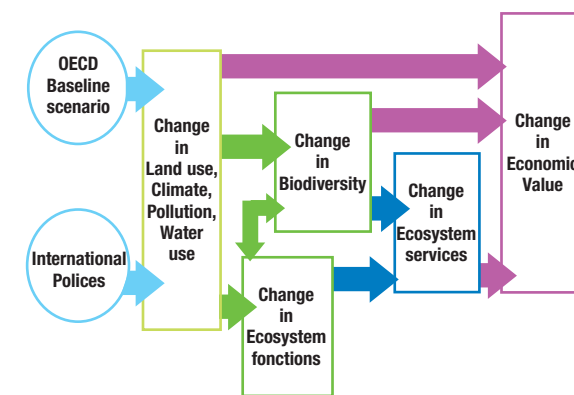 OECD
Baseline
scenario
International
Polices
Change
in
Land use,
Climate,
Pollution,
Water
use
Change
in
Biodiversity
Change
in
Ecosystem
fonctions
Change
in
Ecosystem
services
Change
in
Economic
Value